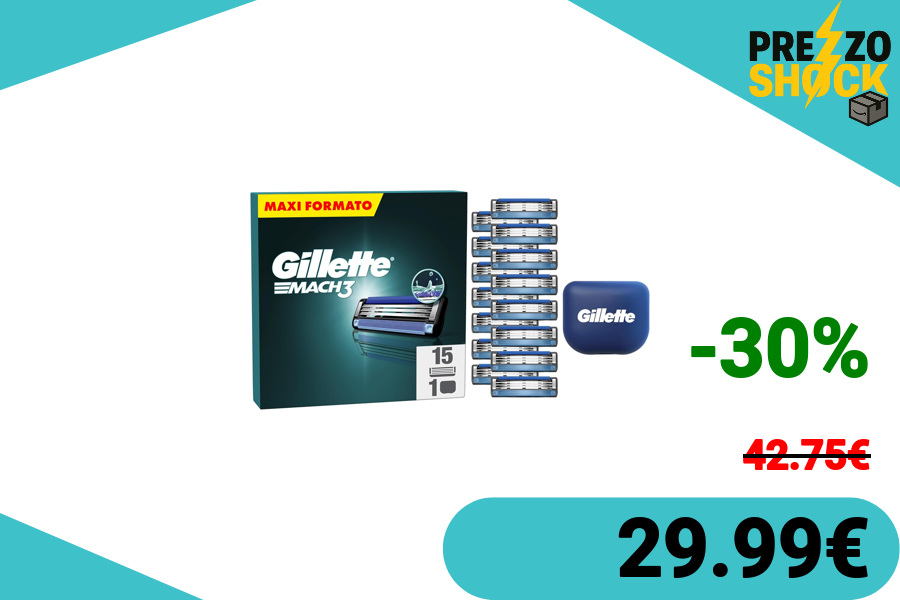 PREZZO
SHOCK
MAXI FORMATO
Gillette
MACH3
15
1
Gillette
-30%
42.75€
29.99€